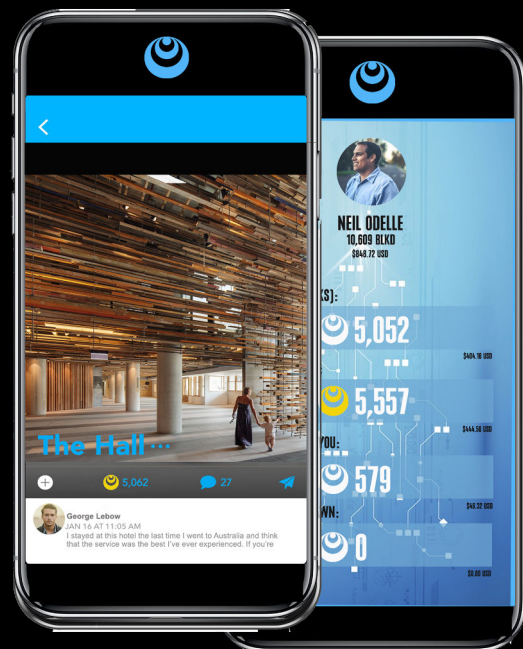 The Hall ...
5,062
27
George Lebow
JAN 16 AT 11:05 AM
I stayed at this hotel the last time I went to Australia and think
that the service was the best I've ever experienced. If you're
NEIL ODELLE
10,609 BLKD
$848.72 USD
KS]:
5,052
$404.16 USD
5,557
$444.56 USD
YOU:
579
$46.32 USD
WN:
0
$0.00 USD